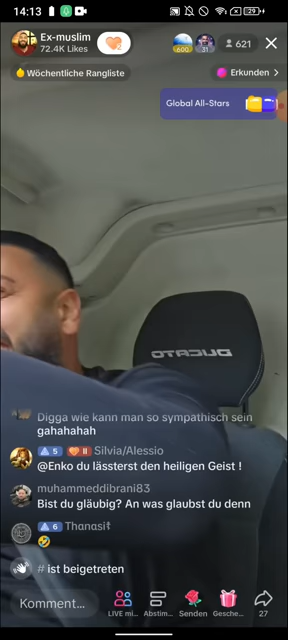 14:13
29
Ex-muslim
72.4K Likes
600
31
621
Wöchentliche Rangliste
Erkunden >
Global All-Stars
DUCATO
Digga wie kann man so sympathisch sein
gahahahah
5 II Silvia/Alessio
@Enko du lässterst den heiligen Geist !
muhammeddibrani83
Bist du gläubig? An was glaubst du denn
6 Thanasi
🤣
# ist beigetreten
Kommentar...
LIVE mi...
Abstim...
Senden
Gesche...
27